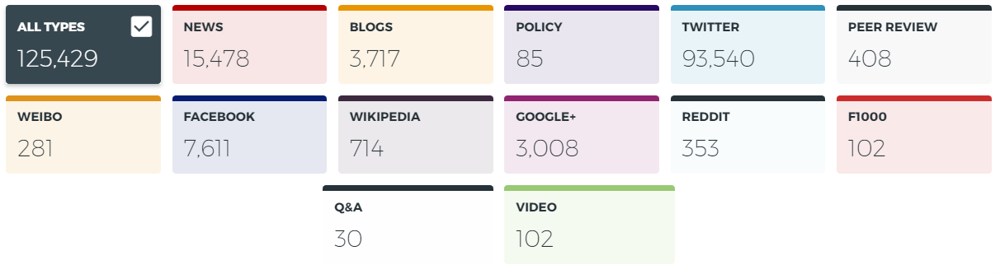 ALL TYPES
125,429
NEWS
15,478
BLOGS
3,717
POLICY
85
TWITTER
93,540
PEER REVIEW
408
WEIBO
281
FACEBOOK
7,611
WIKIPEDIA
714
GOOGLE+
3,008
REDDIT
353
F1000
102
Q&A
30
VIDEO
102